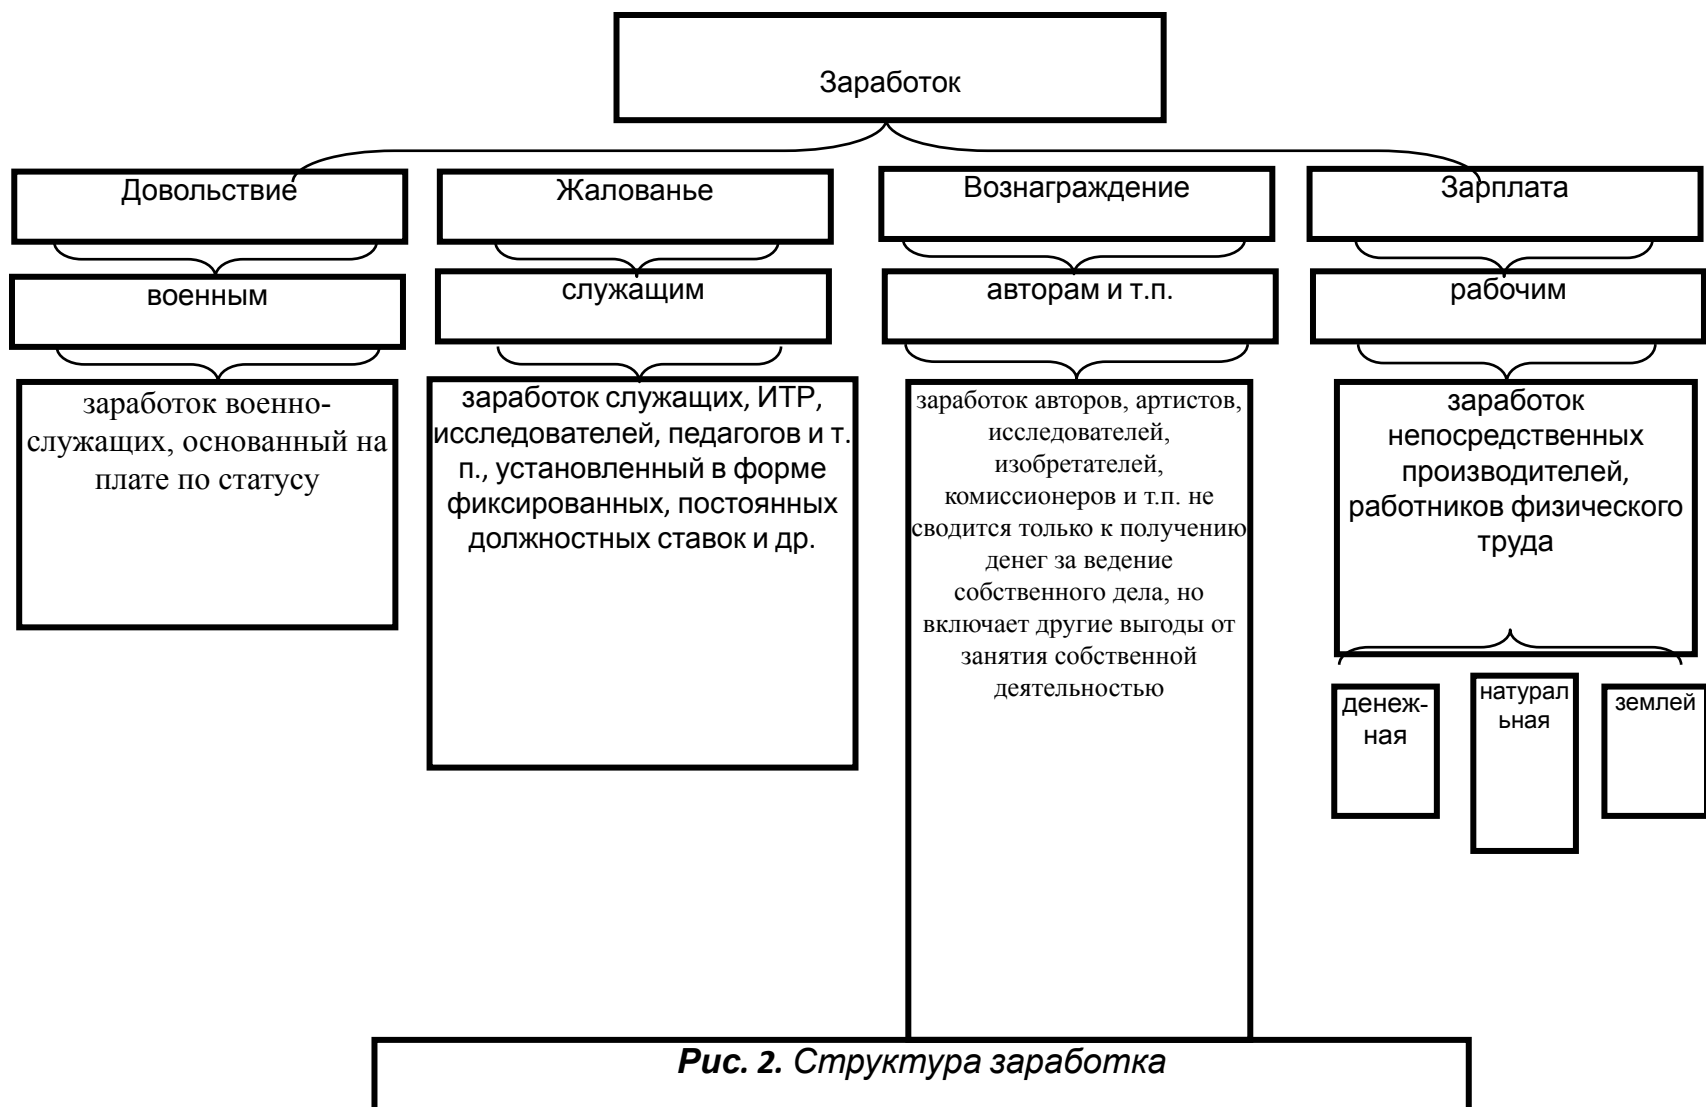 Заработок
Довольствие
Жалованье
Вознаграждение
Зарплата
военным
служащим
авторам и т.п.
рабочим
заработок военно-
служащих, основанный на
плате по статусу
заработок служащих, ИТР,
исследователей, педагогов и т.
п., установленный в форме
фиксированных, постоянных
должностных ставок и др.
заработок авторов, артистов,
исследователей,
изобретателей,
комиссионеров и т.п. не
сводится только к получению
денег за ведение
собственного дела, но
включает другие выгоды от
занятия собственной
деятельностью
заработок
непосредственных
производителей,
работников физического
труда
денеж-
ная
натурал
ьная
землей
Рис. 2. Структура заработка